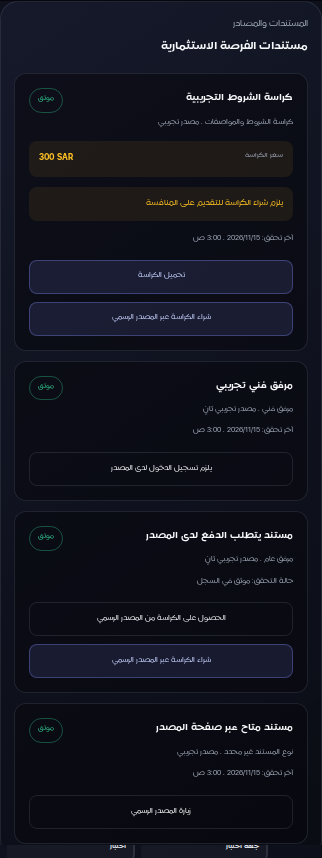 المستندات والمصادر
مستندات الفرصة الاستثمارية
كراسة الشروط التجريبية
موثق
كراسة الشروط والمواصفات . مصدر تجريبي
سعر الكراسة
300 SAR
يلزم شراء الكراسة للتقديم على المنافسة
آخر تحقق: 2026/11/15 . 3:00 ص
تحميل الكراسة
شراء الكراسة عبر المصدر الرسمي
مرفق فني تجريبي
موثق
مرفق فني . مصدر تجريبي ثانٍ
آخر تحقق: 2026/11/15 . 3:00 ص
يلزم تسجيل الدخول لدى المصدر
مستند يتطلب الدفع لدى المصدر
موثق
مرفق عام . مصدر تجريبي ثانٍ
حالة التحقق: موثق في السجل
الحصول على الكراسة من المصدر الرسمي
شراء الكراسة عبر المصدر الرسمي
مستند متاح عبر صفحة المصدر
موثق
نوع المستند غير محدد . مصدر تجريبي
آخر تحقق: 2026/11/15 . 3:00 ص
زيارة المصدر الرسمي